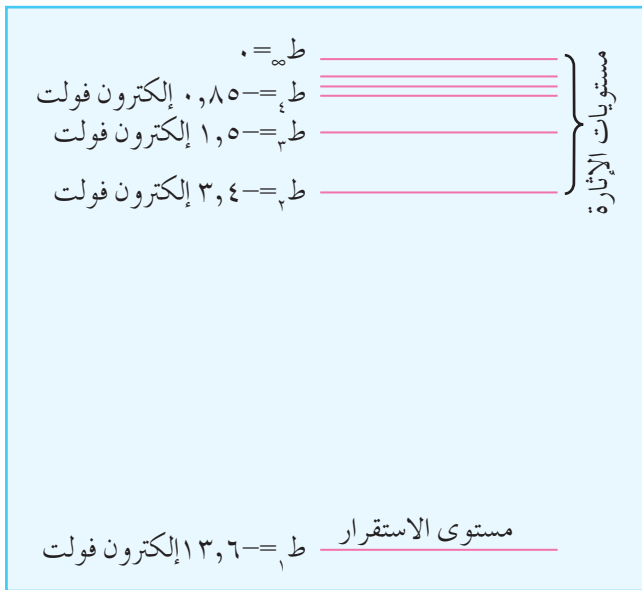 ط∞=٠
ط٤=−٠,٨٥ إلكترون فولت
ط٣=−١,٥ إلكترون فولت
ط٢=−٣,٤ إلكترون فولت
مستويات الإثارة
مستوى الاستقرار
ط١=−١٣,٦ إلكترون فولت